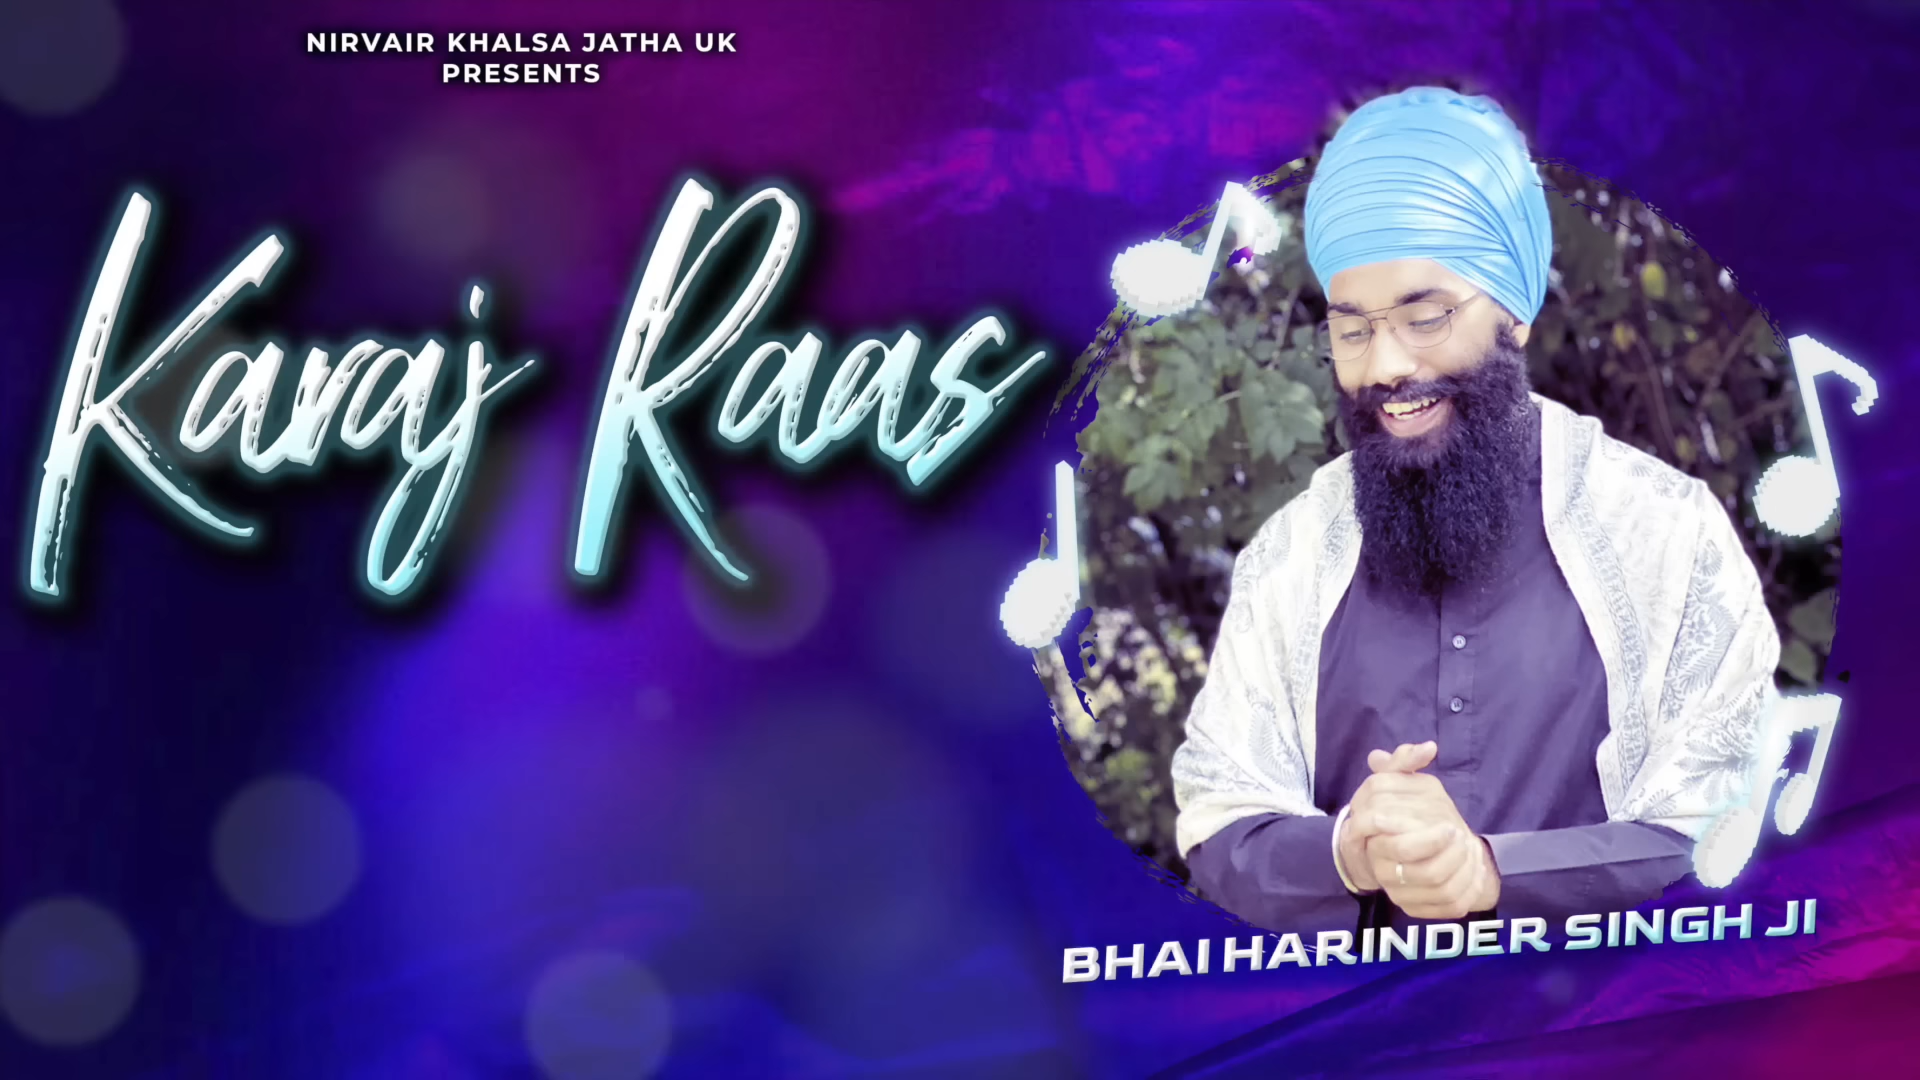 NIRVAIR KHALSA JATHA UK
PRESENTS
Karaj Raas
BHAI HARINDER SINGH JI